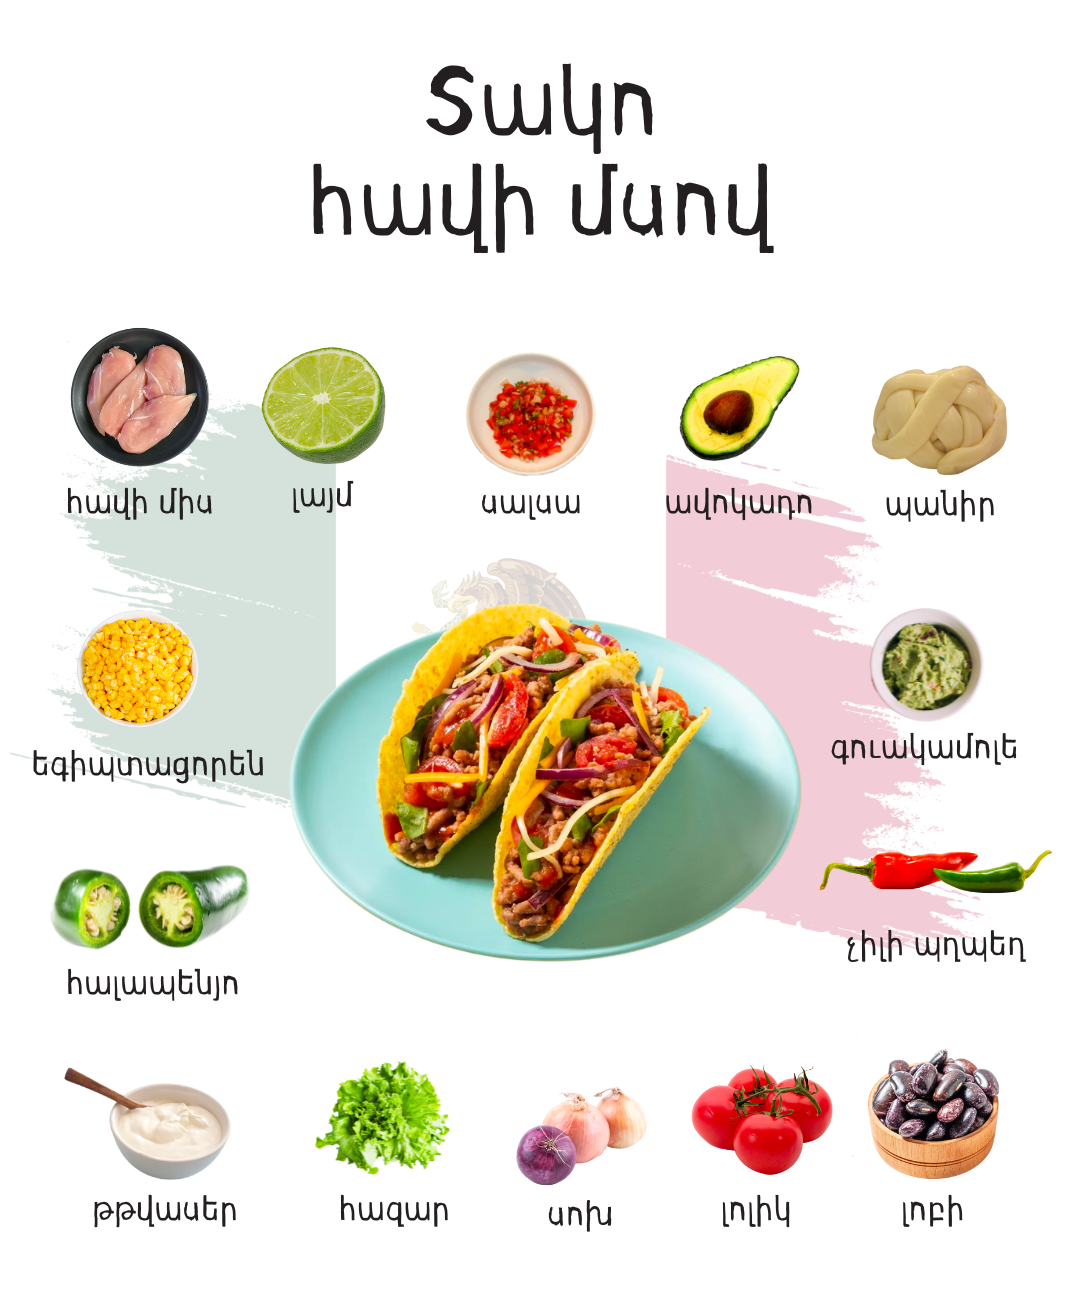 Տակո
հավի մսով
հավի միս
լայմ
սալսա
ավոկադո
պանիր
եգիպտացորեն
գուակամոլե
հալապենյո
չիլի պղպեղ
թթվասեր
հազար
սոխ
լոլիկ
լոբի